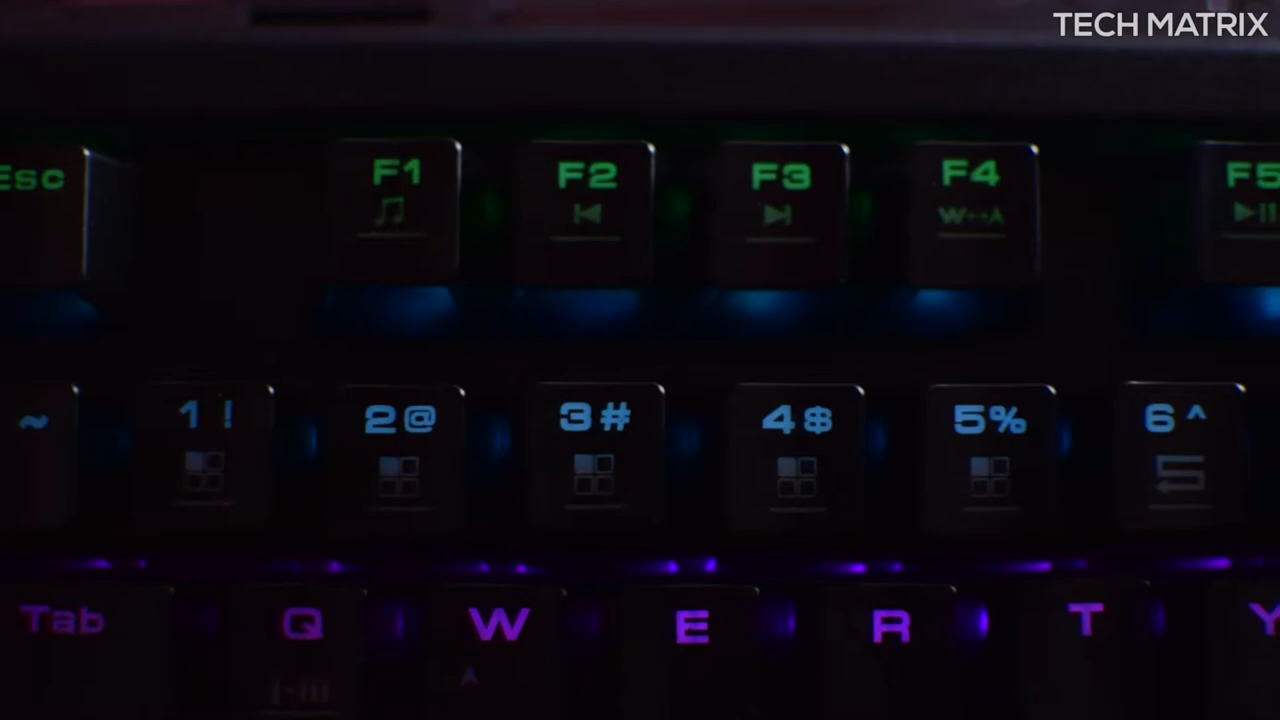 TECH MATRIX
Esc F1 F2 F3 F4 F5
W↔A
~ 1! 2@ 3# 4$ 5% 6^
Tab Q W E R T Y